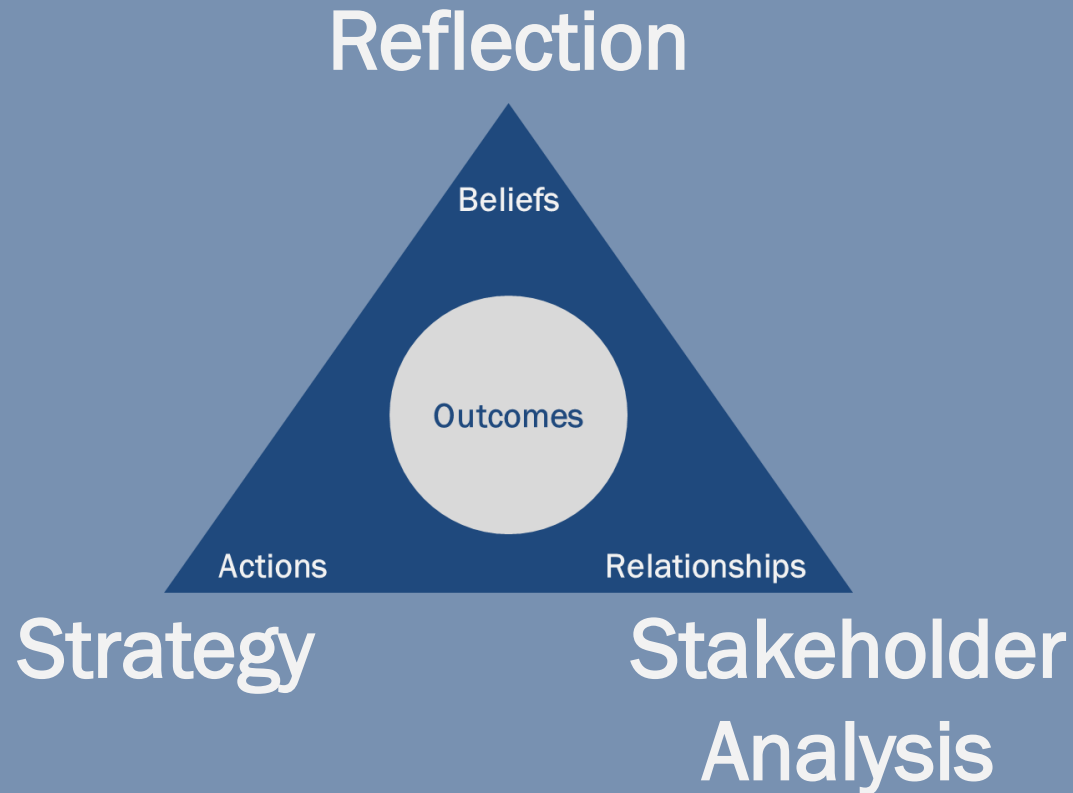 Reflection
Beliefs
Outcomes
Actions
Relationships
Strategy
Stakeholder
Analysis